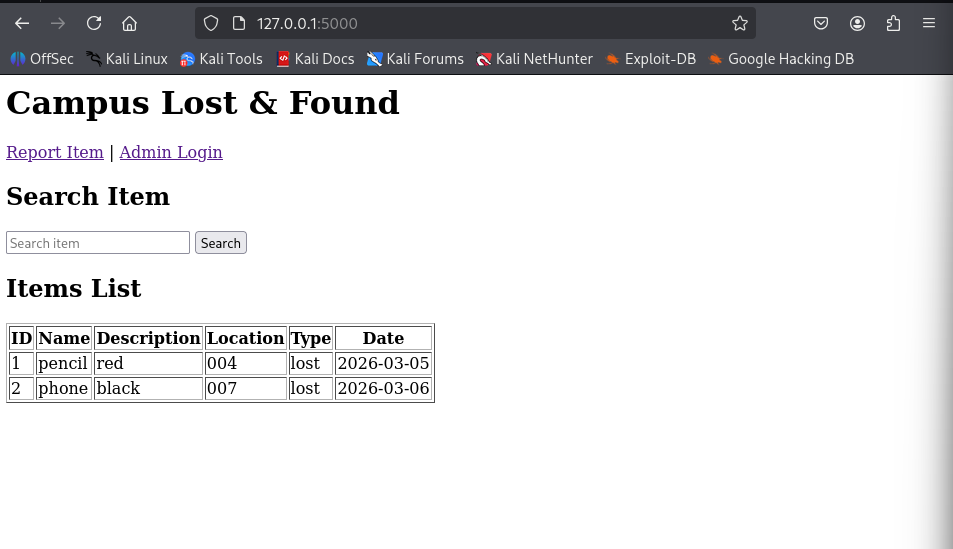 127.0.0.1:5000
OffSec Kali Linux Kali Tools Kali Docs Kali Forums Kali NetHunter Exploit-DB Google Hacking DB
Campus Lost & Found
Report Item | Admin Login
Search Item
Search item Search
Items List
ID Name Description Location Type Date
1 pencil red 004 lost 2026-03-05
2 phone black 007 lost 2026-03-06